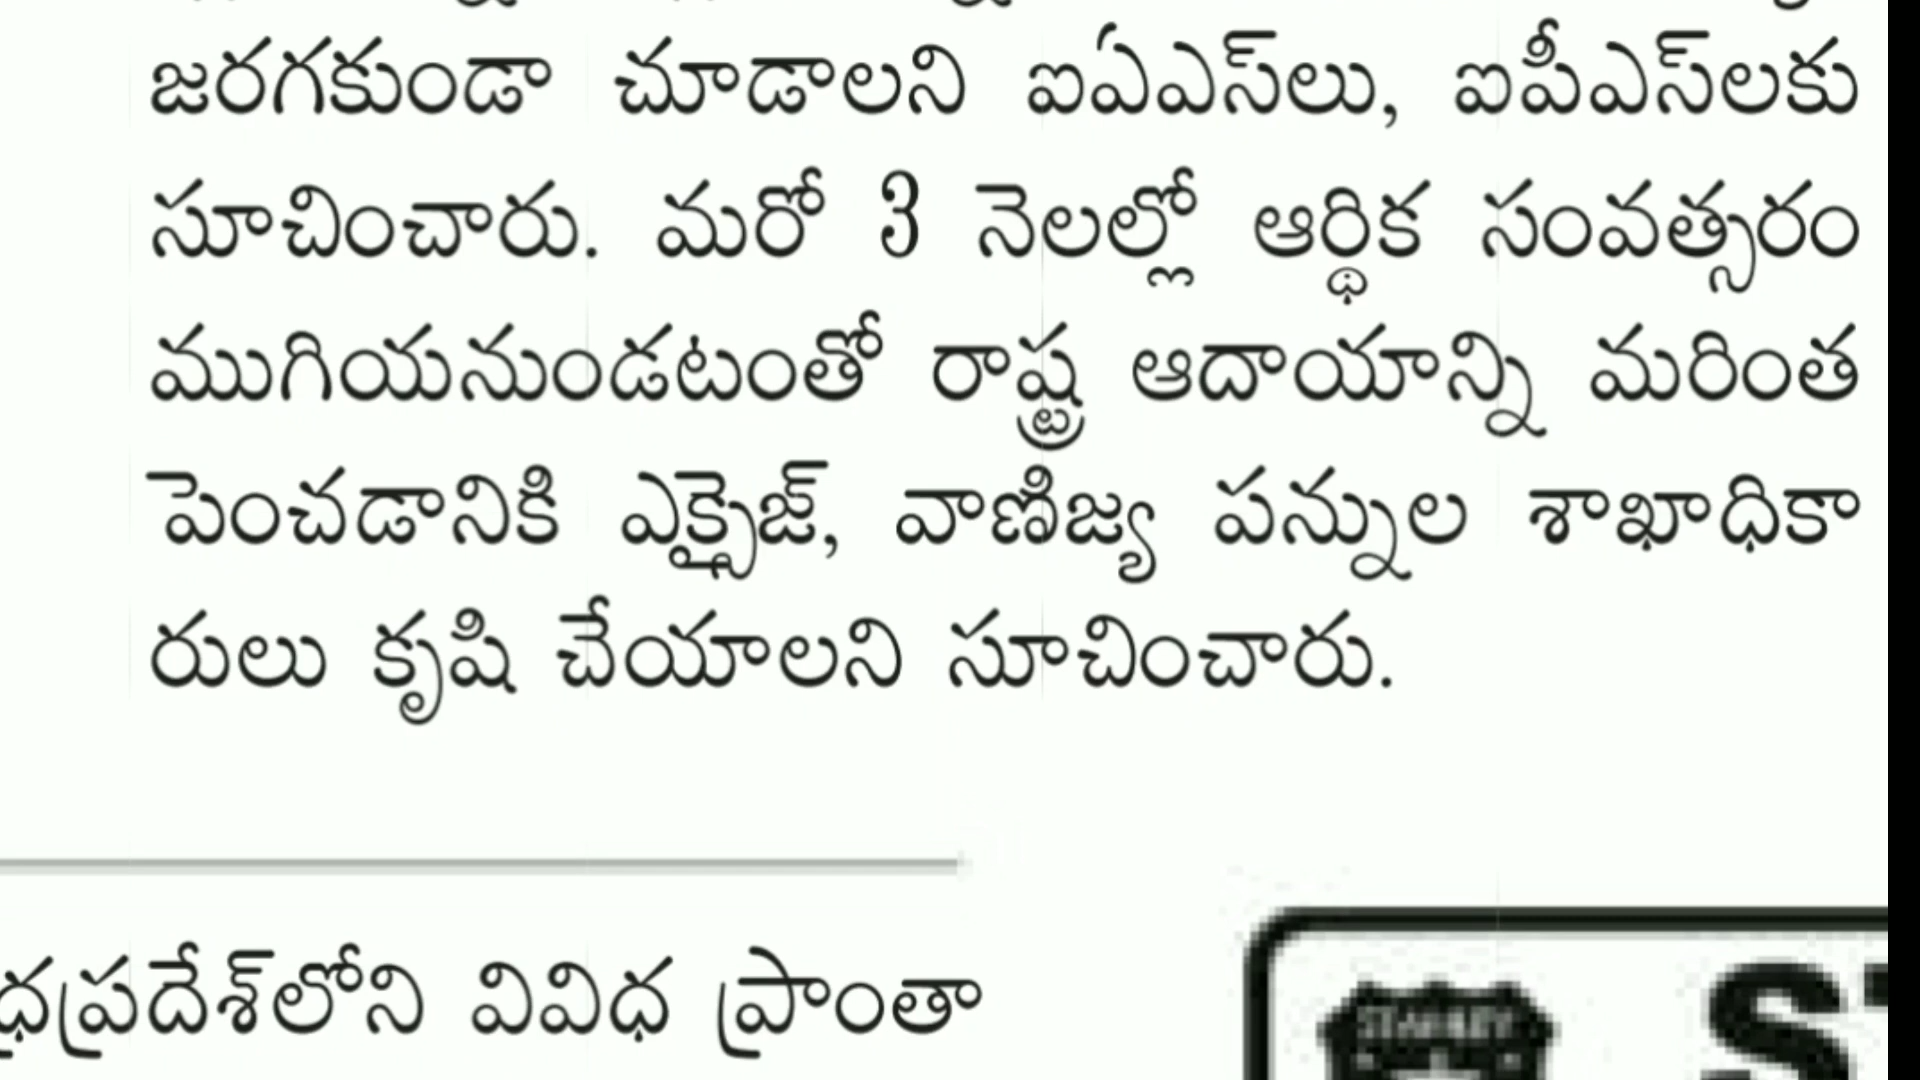 జరగకుండా చూడాలని ఐఏఎస్‌లు, ఐపీఎస్‌లకు
సూచించారు. మరో 3 నెలల్లో ఆర్థిక సంవత్సరం
ముగియనుండటంతో రాష్ట్ర ఆదాయాన్ని మరింత
పెంచడానికి ఎక్సైజ్, వాణిజ్య పన్నుల శాఖాధికా
రులు కృషి చేయాలని సూచించారు.
ధప్రదేశ్‌లోని వివిధ ప్రాంతా